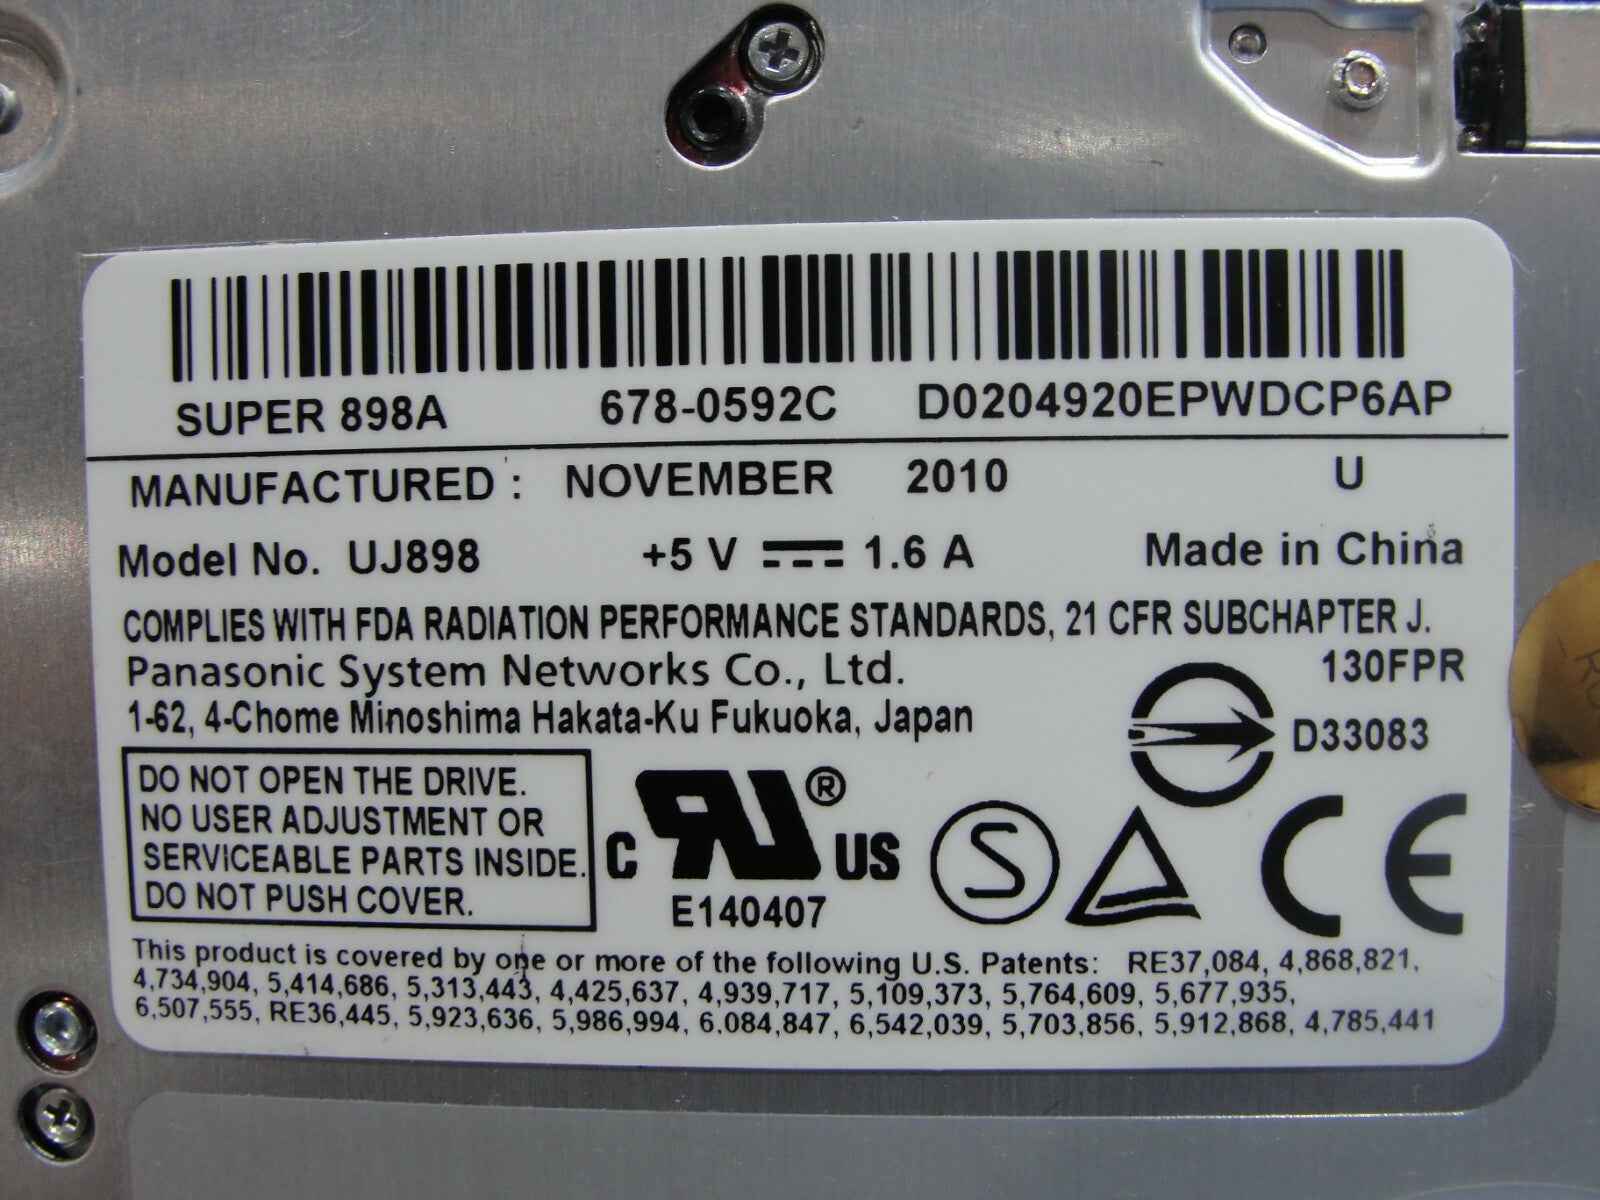 SUPER 898A 678-0592C D0204920EPWDCP6AP
MANUFACTURED : NOVEMBER 2010 U
Model No. UJ898 +5 V 1.6 A Made in China
COMPLIES WITH FDA RADIATION PERFORMANCE STANDARDS, 21 CFR SUBCHAPTER J.
Panasonic System Networks Co., Ltd. 130FPR
1-62, 4-Chome Minoshima Hakata-Ku Fukuoka, Japan
D33083
DO NOT OPEN THE DRIVE.
NO USER ADJUSTMENT OR
SERVICEABLE PARTS INSIDE.
DO NOT PUSH COVER.
C RU® US
E140407
S
CE
This product is covered by one or more of the following U.S. Patents: RE37,084, 4,868,821,
4,734,904, 5,414,686, 5,313,443, 4,425,637, 4,939,717, 5,109,373, 5,764,609, 5,677,935,
6,507,555, RE36,445, 5,923,636, 5,986,994, 6,084,847, 6,542,039, 5,703,856, 5,912,868, 4,785,441